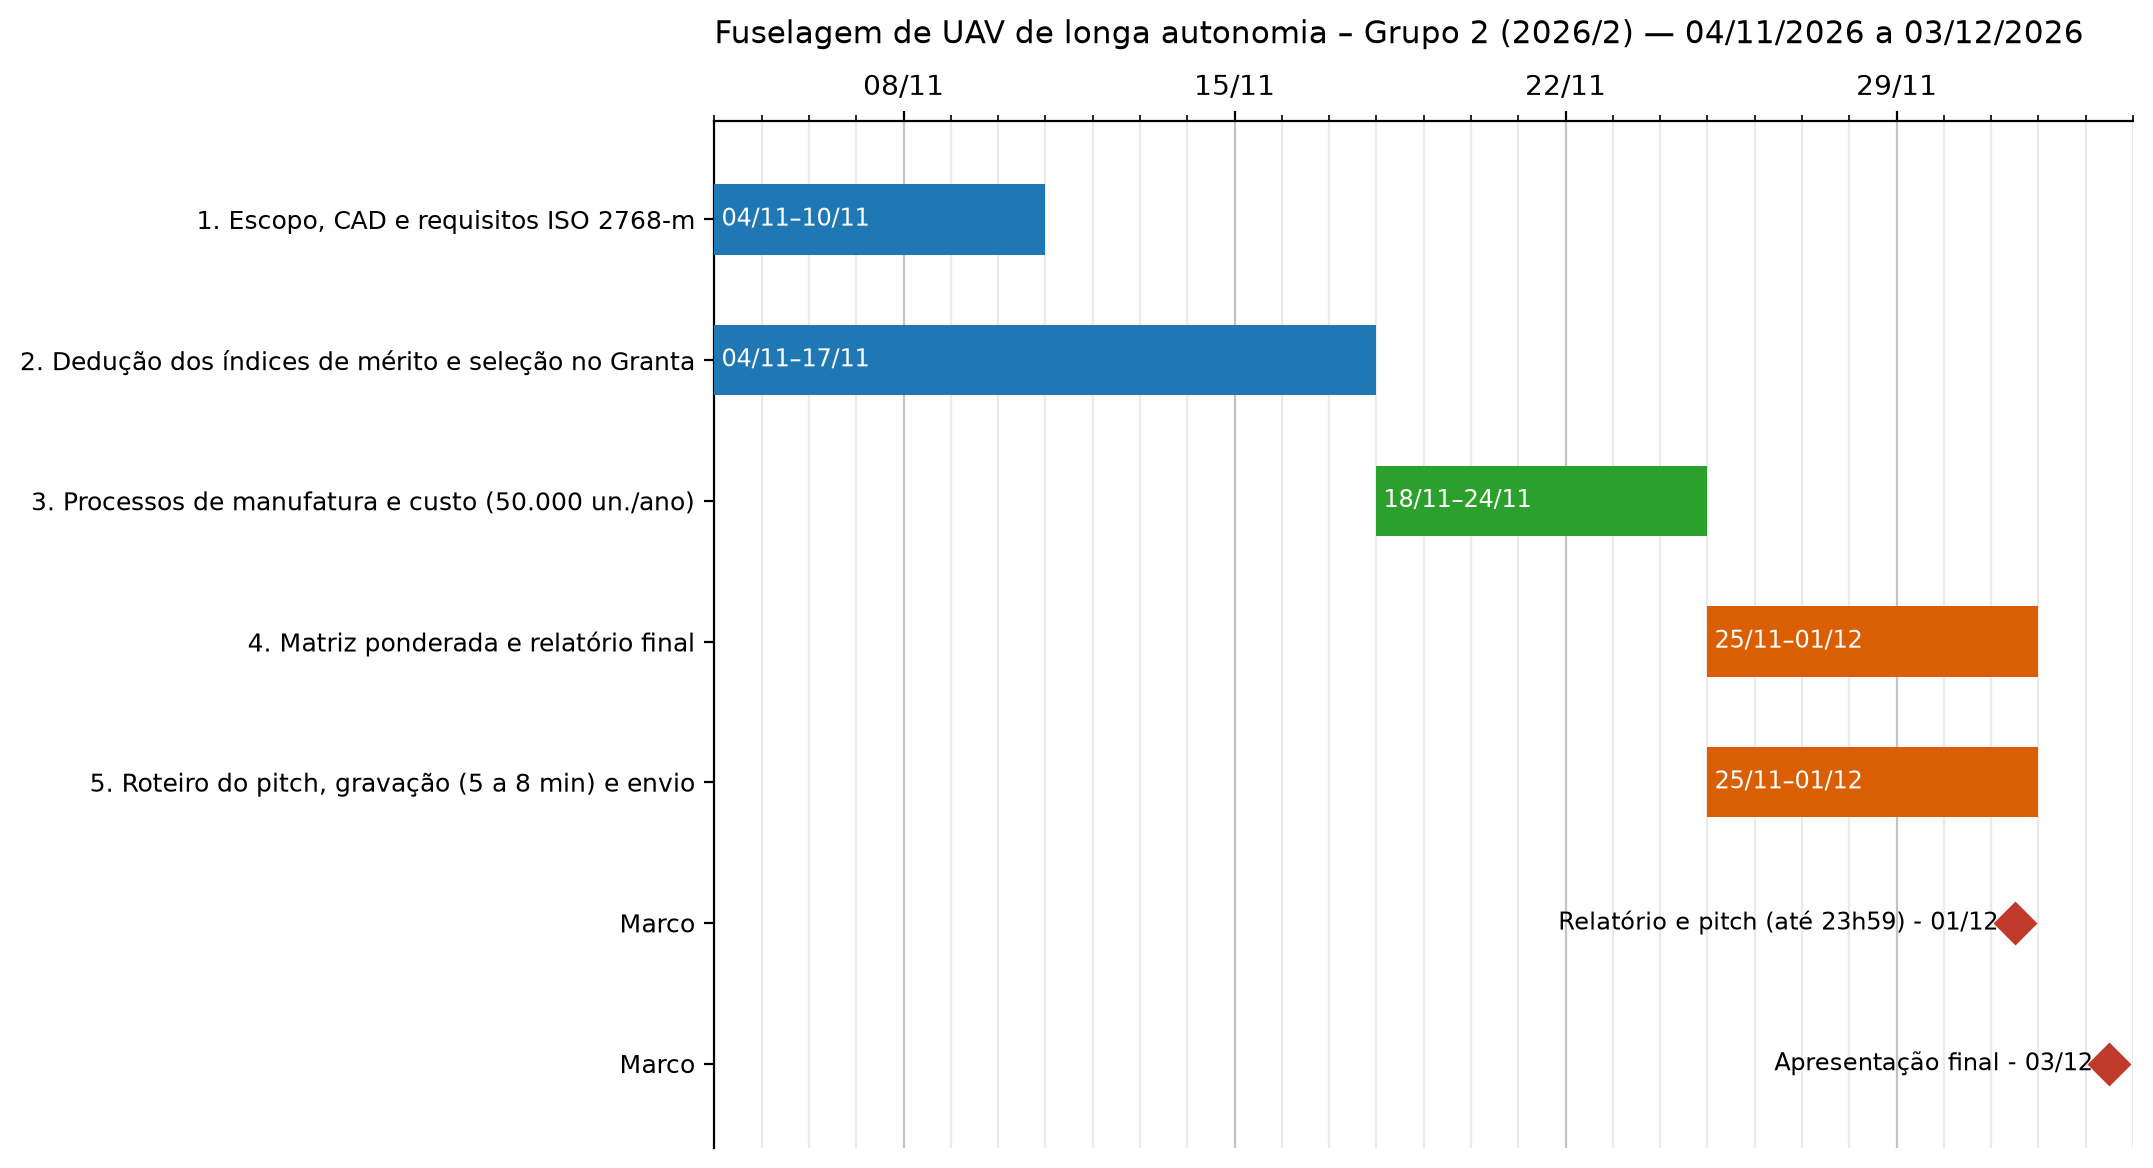 Fuselagem de UAV de longa autonomia – Grupo 2 (2026/2) — 04/11/2026 a 03/12/2026
08/11 15/11 22/11 29/11
1. Escopo, CAD e requisitos ISO 2768-m 04/11–10/11
2. Dedução dos índices de mérito e seleção no Granta 04/11–17/11
3. Processos de manufatura e custo (50.000 un./ano) 18/11–24/11
4. Matriz ponderada e relatório final 25/11–01/12
5. Roteiro do pitch, gravação (5 a 8 min) e envio 25/11–01/12
Marco Relatório e pitch (até 23h59) - 01/12
Marco Apresentação final - 03/12